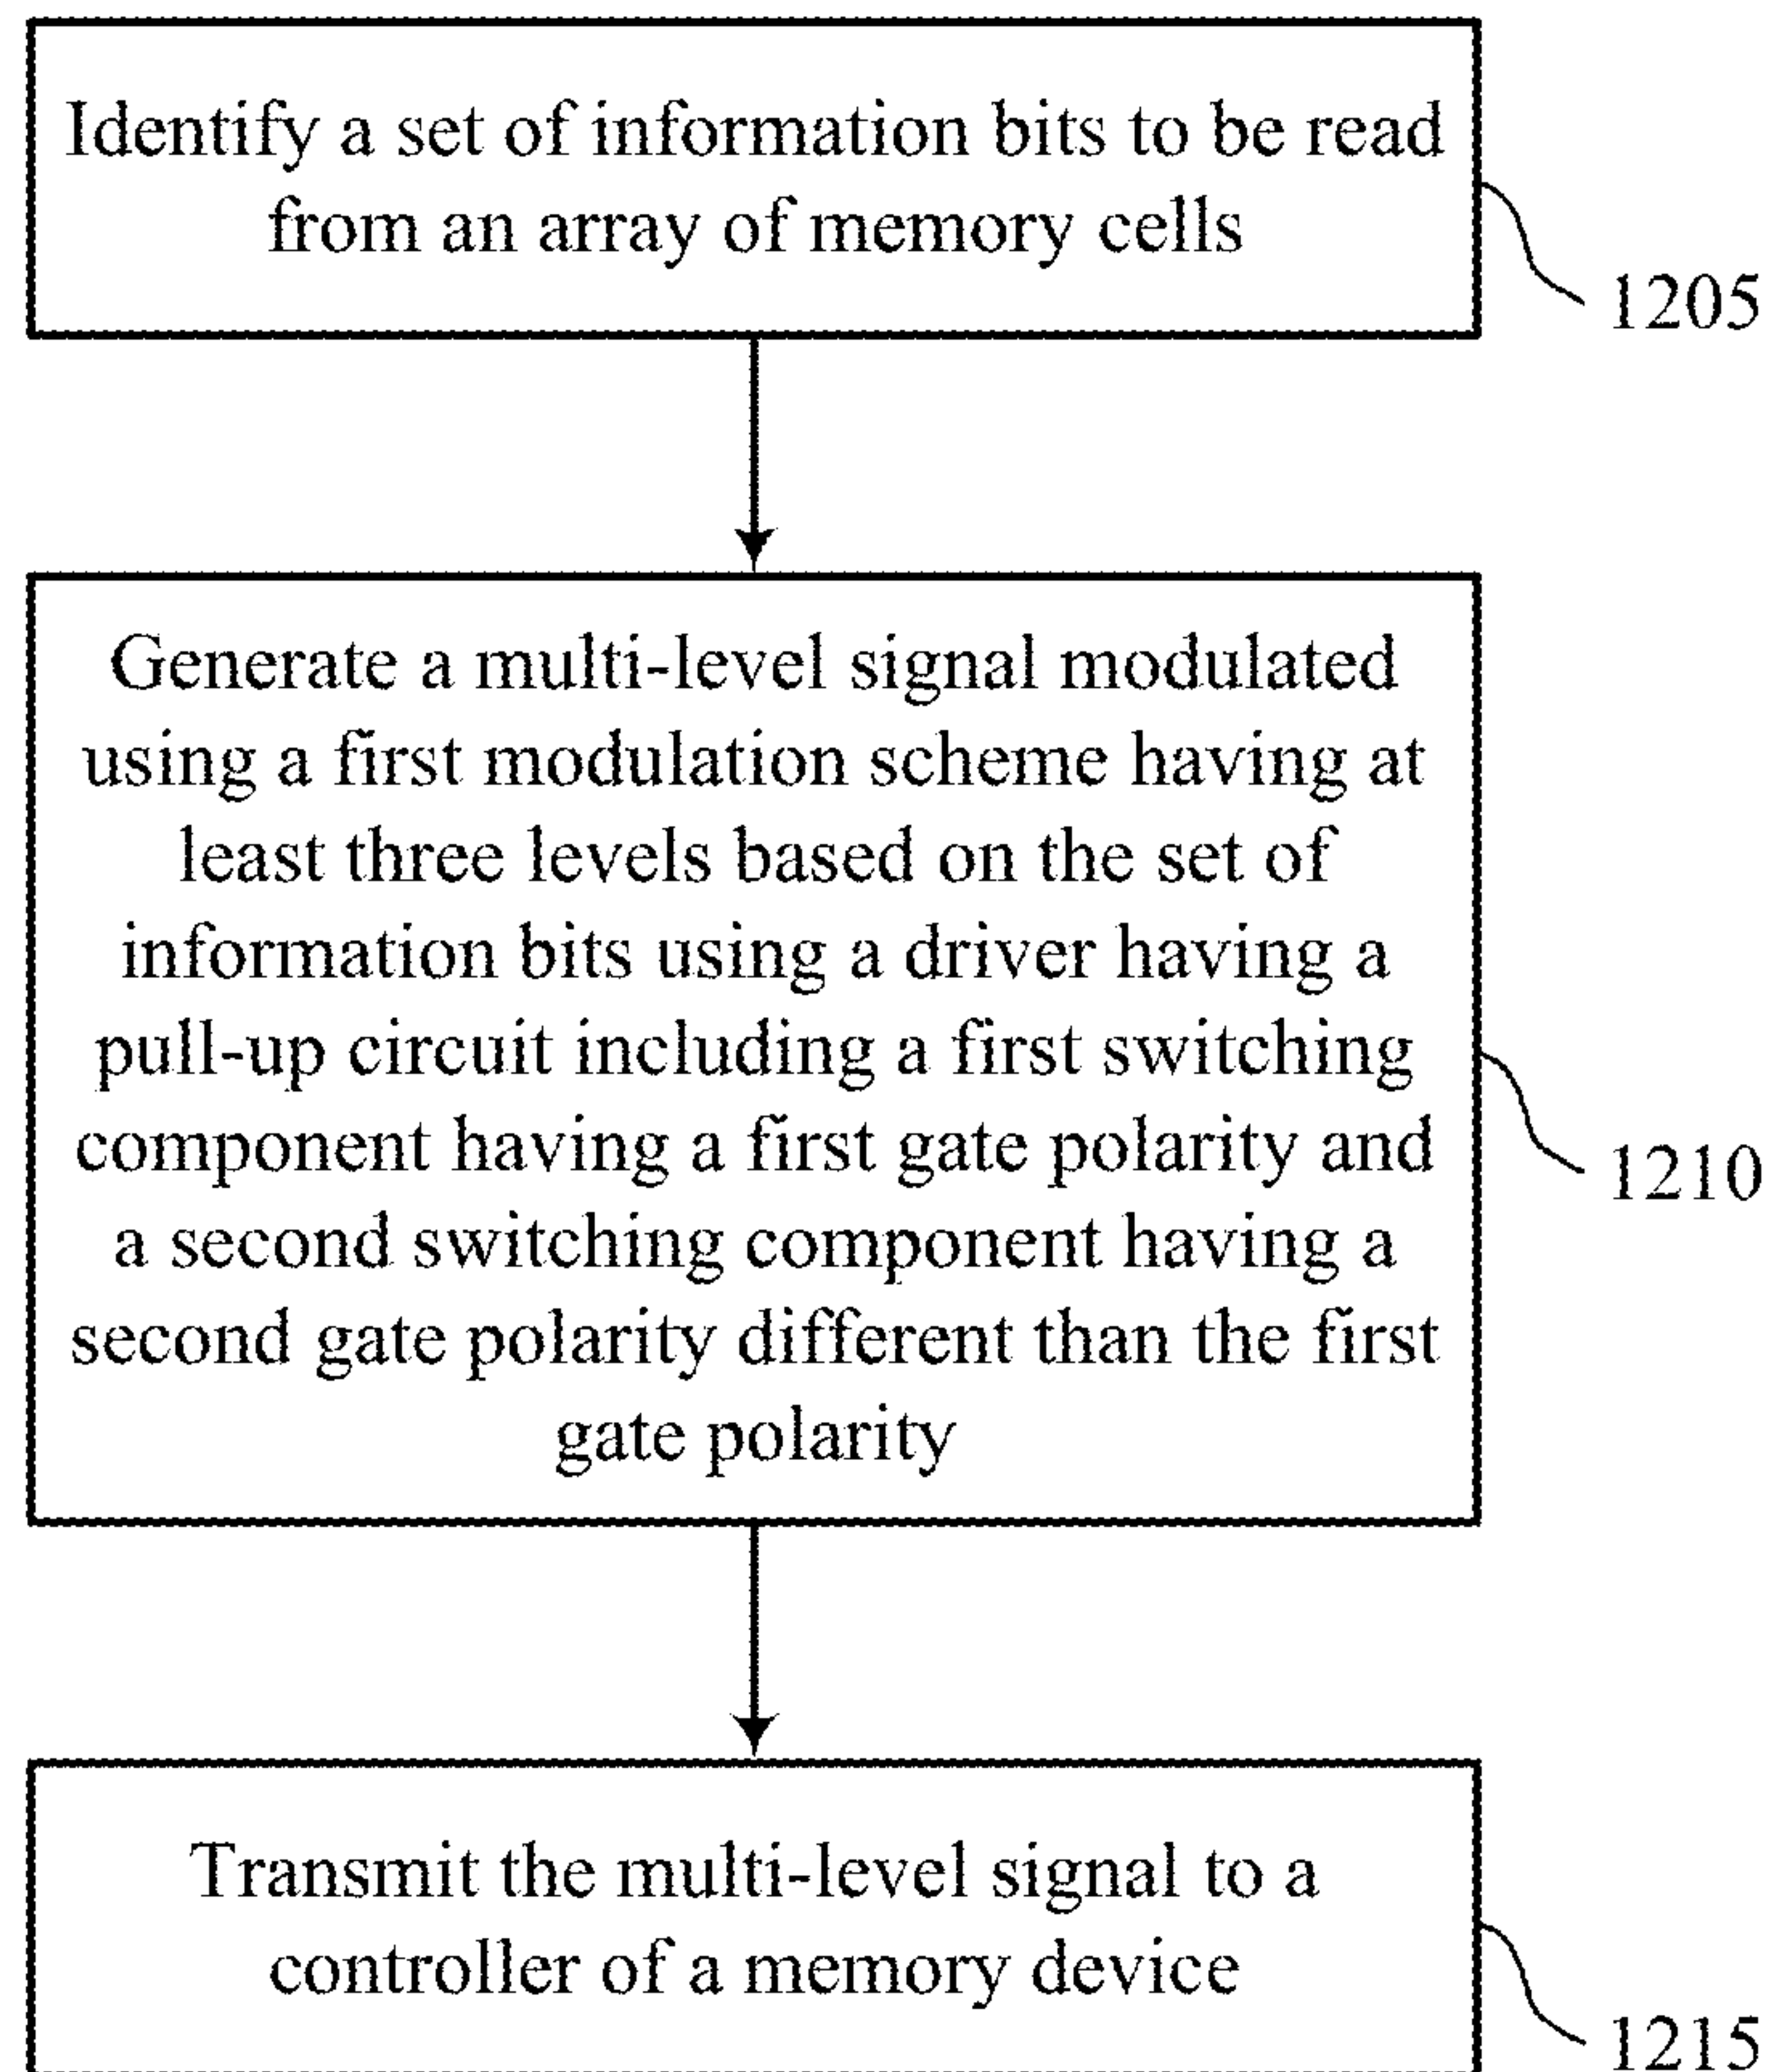 Identify a set of information bits to be read
from an array of memory cells
1205
Generate a multi-level signal modulated
using a first modulation scheme having at
least three levels based on the set of
information bits using a driver having a
pull-up circuit including a first switching
component having a first gate polarity and
a second switching component having a
second gate polarity different than the first
gate polarity
1210
Transmit the multi-level signal to a
controller of a memory device
1215